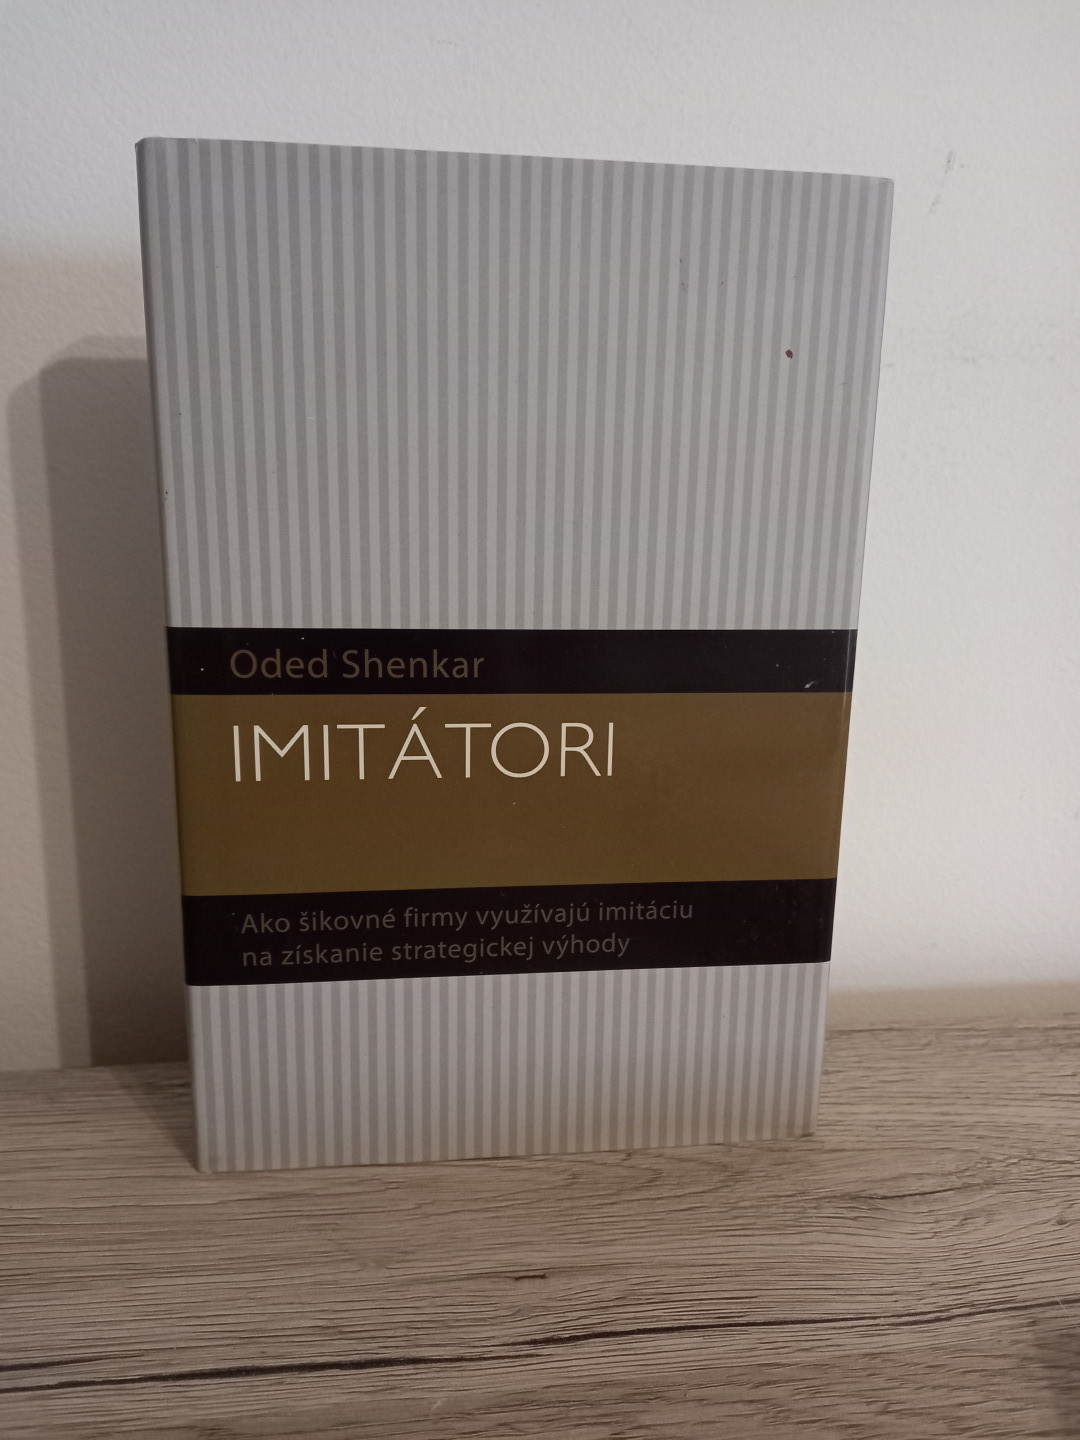 Oded Shenkar
IMITÁTORI
Ako šikovné firmy využívajú imitáciu
na získanie strategickej výhody